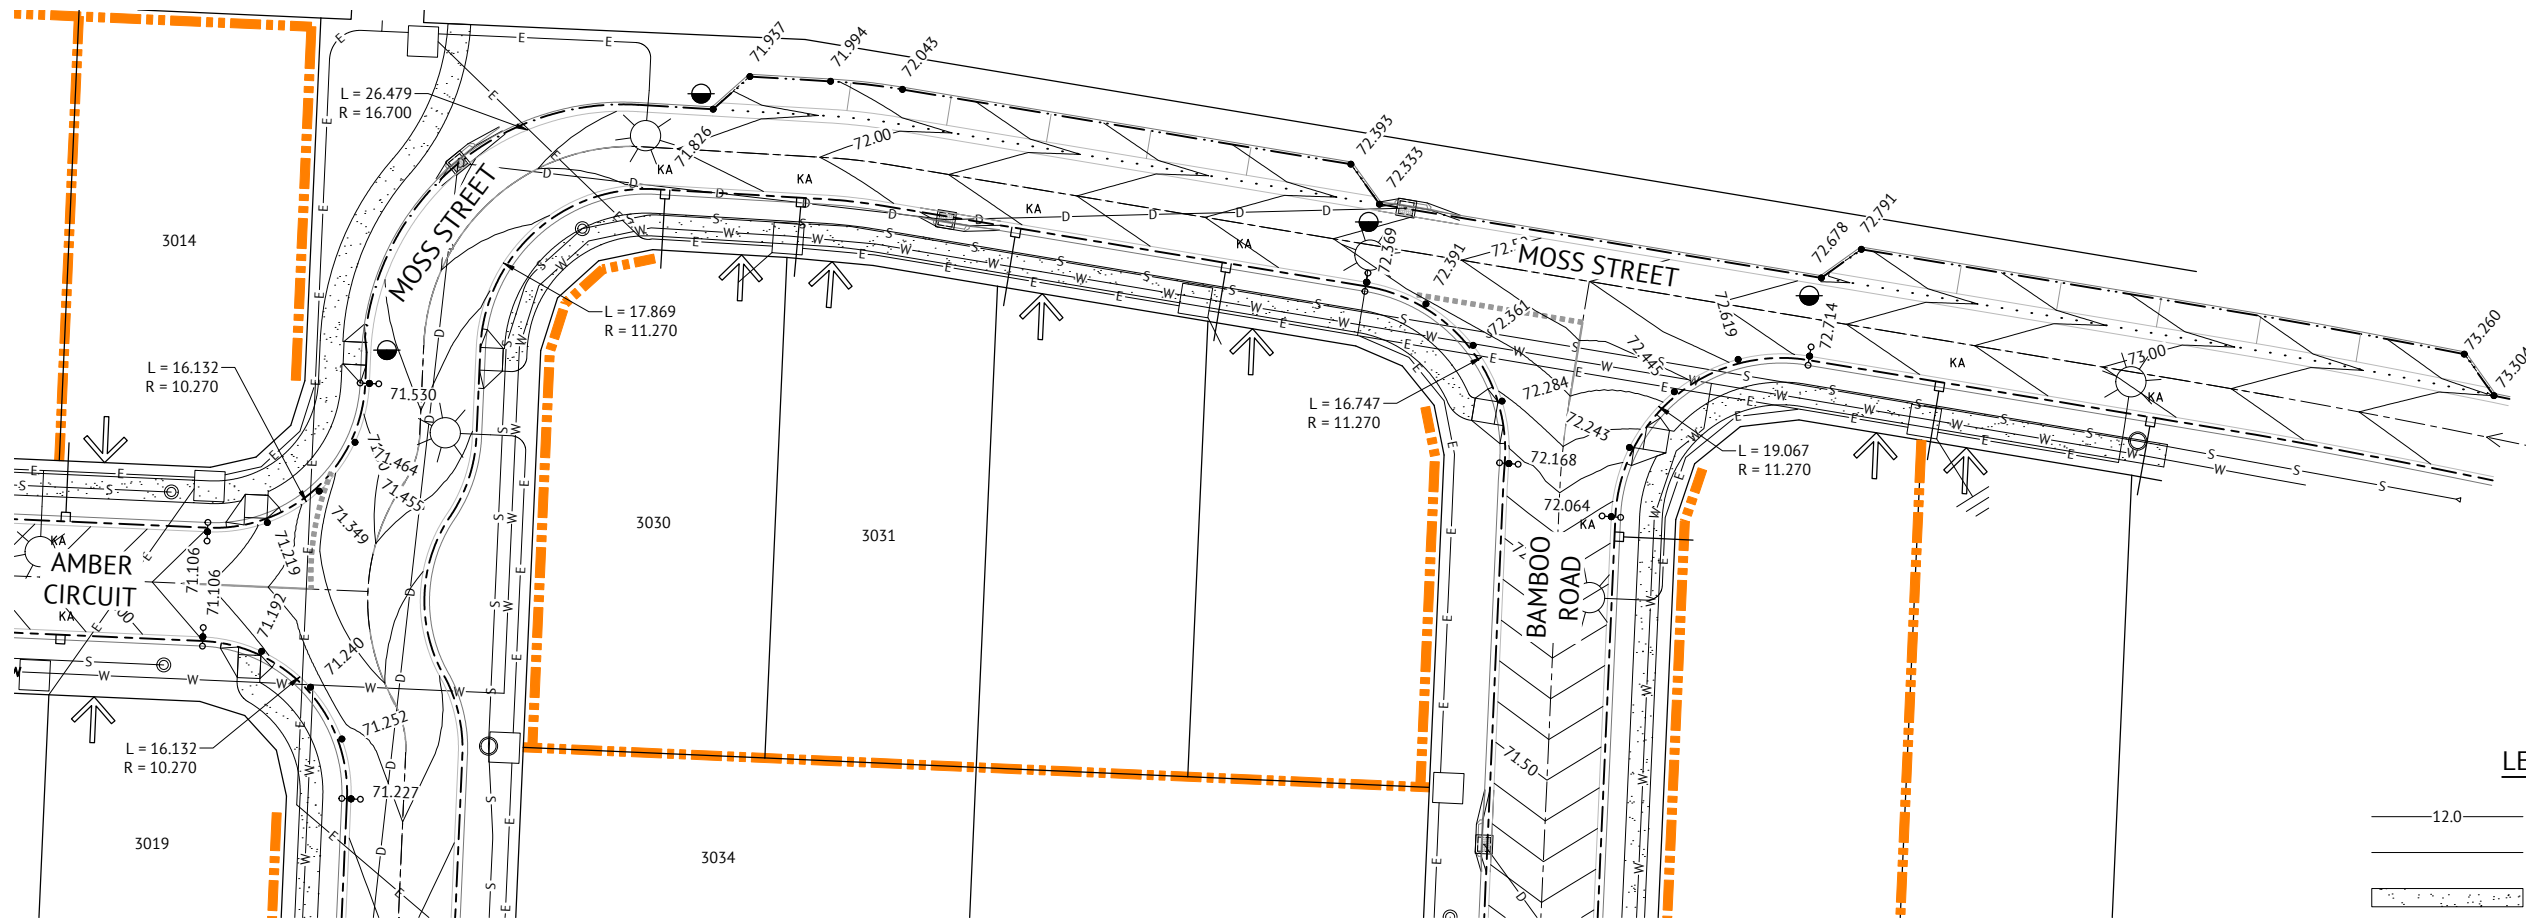 71.937
71.994
72.043
L = 26.479
R = 16.700
71.826
72.00
72.393
72.333
KA
KA
KA
KA
MOSS STREET
3014
72.369
72.391
MOSS STREET
72.678
72.791
L = 17.869
R = 11.270
72.361
72.619
72.714
73.260
73.304
73.00
KA
KA
L = 16.132
R = 10.270
71.530
72.445
72.284
72.243
L = 16.747
R = 11.270
L = 19.067
R = 11.270
71.464
71.455
71.349
71.219
72.168
72.064
KA
3030
3031
KA
AMBER
CIRCUIT
KA
71.106
71.106
71.192
71.240
BAMBOO
ROAD
71.252
L = 16.132
R = 10.270
71.227
71.50
3019
3034
LE
12.0